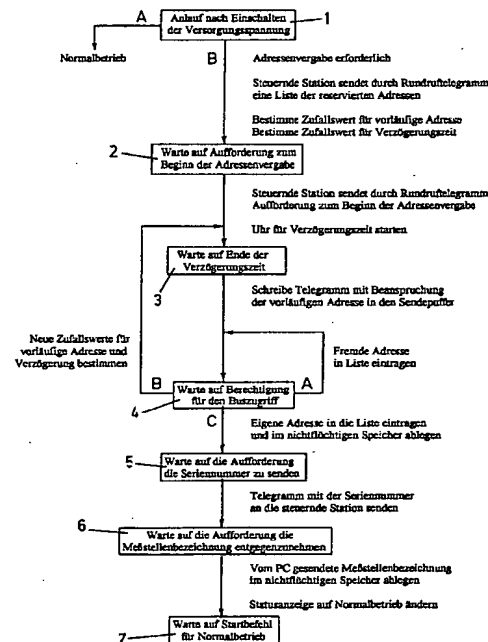 A
Anlauf nach Einschalten
der Versorgungsspannung
1
Normalbetrieb
B
Adressenvergabe erforderlich
Steuernde Station sendet durch Rundruftelegramm
eine Liste der reservierten Adressen
Bestimme Zufallswert für vorläufige Adresse
Bestimme Zufallswert für Verzögerungszeit
2
Warte auf Aufforderung zum
Beginn der Adressenvergabe
Steuernde Station sendet durch Rundruftelegramm
Aufforderung zum Beginn der Adressenvergabe
Uhr für Verzögerungszeit starten
Warte auf Ende der
Verzögerungszeit
3
Schreibe Telegramm mit Beanspruchung
der vorläufigen Adresse in den Sendepuffer
Neue Zufallswerte für
vorläufige Adresse und
Verzögerung bestimmen
Fremde Adresse
in Liste eintragen
B
Warte auf Berechtigung
für den Buszugriff
A
4
C
Eigene Adresse in die Liste eintragen
und im nichtflüchtigen Speicher ablegen
5
Warte auf die Aufforderung
die Seriennummer zu senden
Telegramm mit der Seriennummer
an die steuernde Station senden
6
Warte auf die Aufforderung die
Meßstellenbezeichnung entgegenzunehmen
Vom PC gesendete Meßstellenbezeichnung
im nichtflüchtigen Speicher ablegen
Statusanzeige auf Normalbetrieb ändern
7
Warte auf Startbefehl
für Normalbetrieb